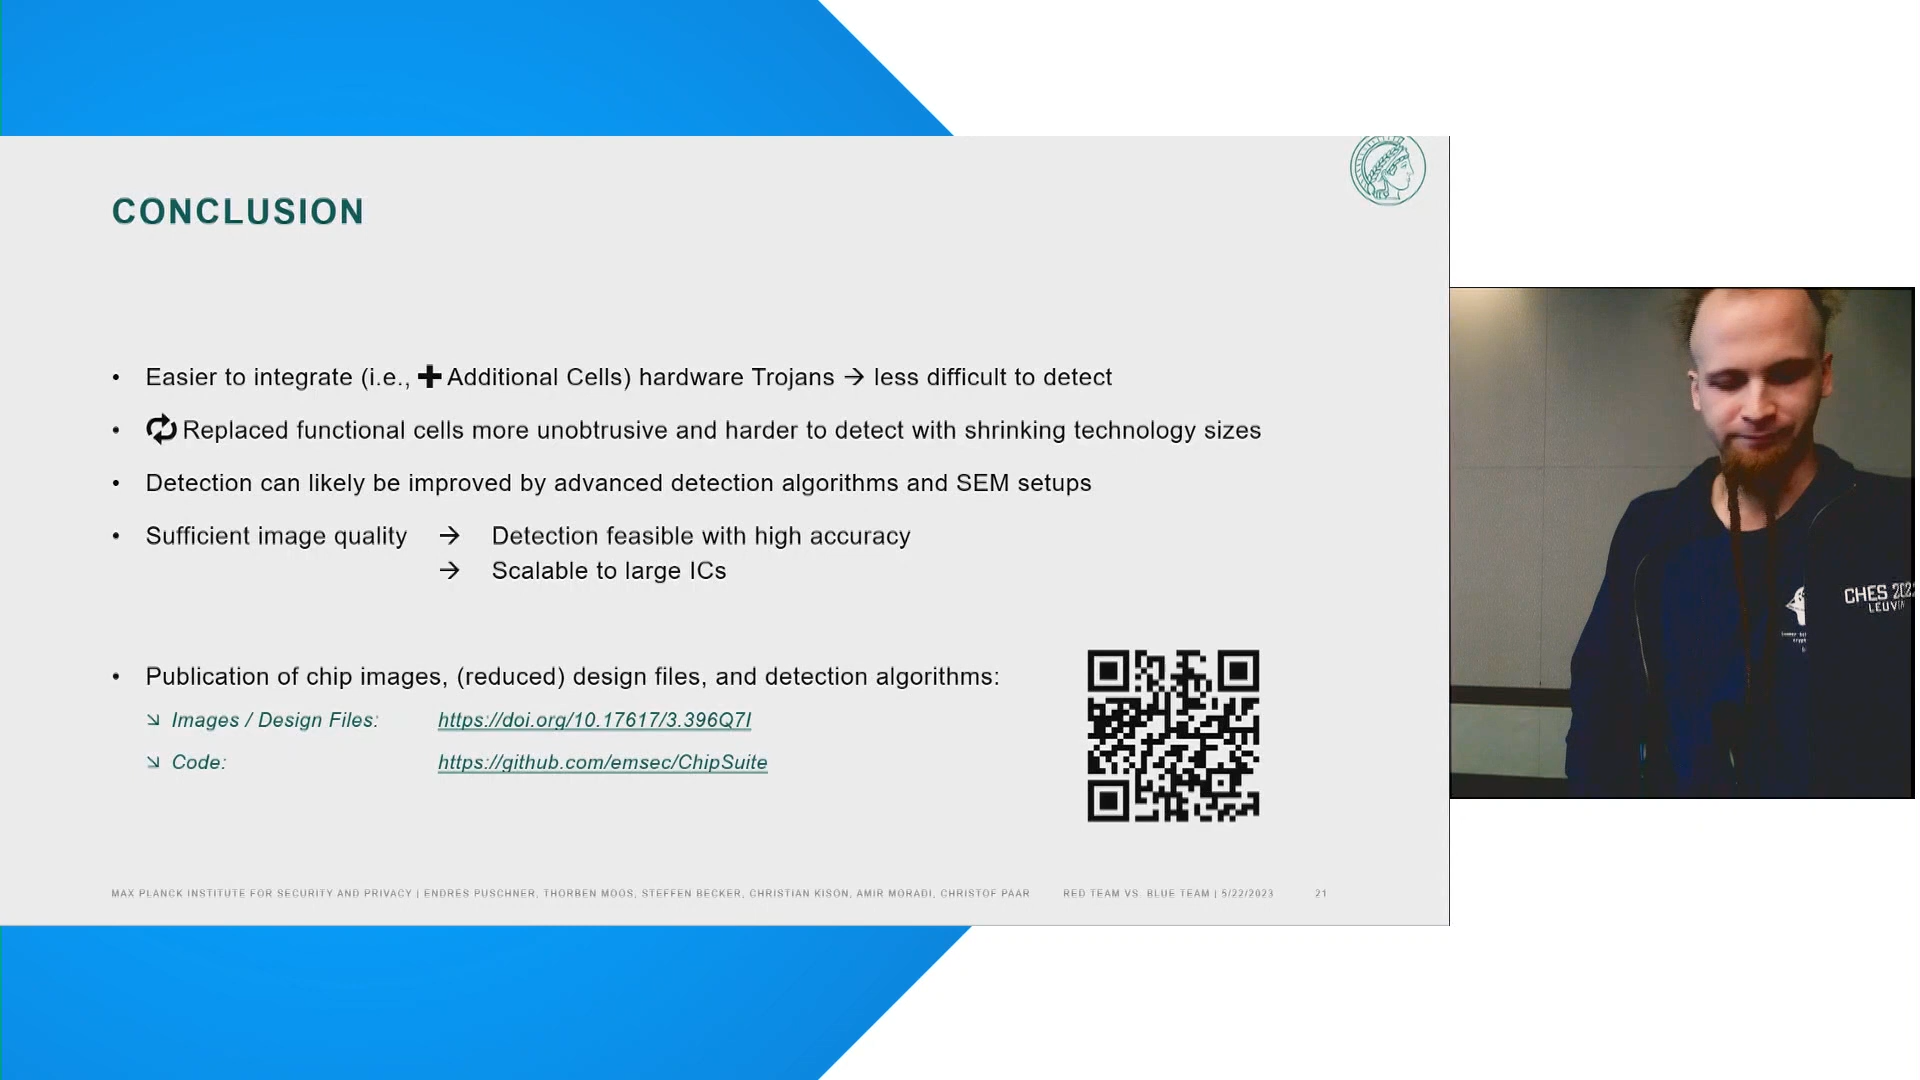 CONCLUSION
• Easier to integrate (i.e., ✚ Additional Cells) hardware Trojans → less difficult to detect
• Replaced functional cells more unobtrusive and harder to detect with shrinking technology sizes
• Detection can likely be improved by advanced detection algorithms and SEM setups
• Sufficient image quality → Detection feasible with high accuracy
→ Scalable to large ICs
• Publication of chip images, (reduced) design files, and detection algorithms:
↘ Images / Design Files: https://doi.org/10.17617/3.396Q7I
↘ Code: https://github.com/emsec/ChipSuite
MAX PLANCK INSTITUTE FOR SECURITY AND PRIVACY | ENDRES PUSCHNER, THORBEN MOOS, STEFFEN BECKER, CHRISTIAN KISON, AMIR MORADI, CHRISTOF PAAR RED TEAM VS. BLUE TEAM | 5/22/2023 21
CHES 202
LEUV